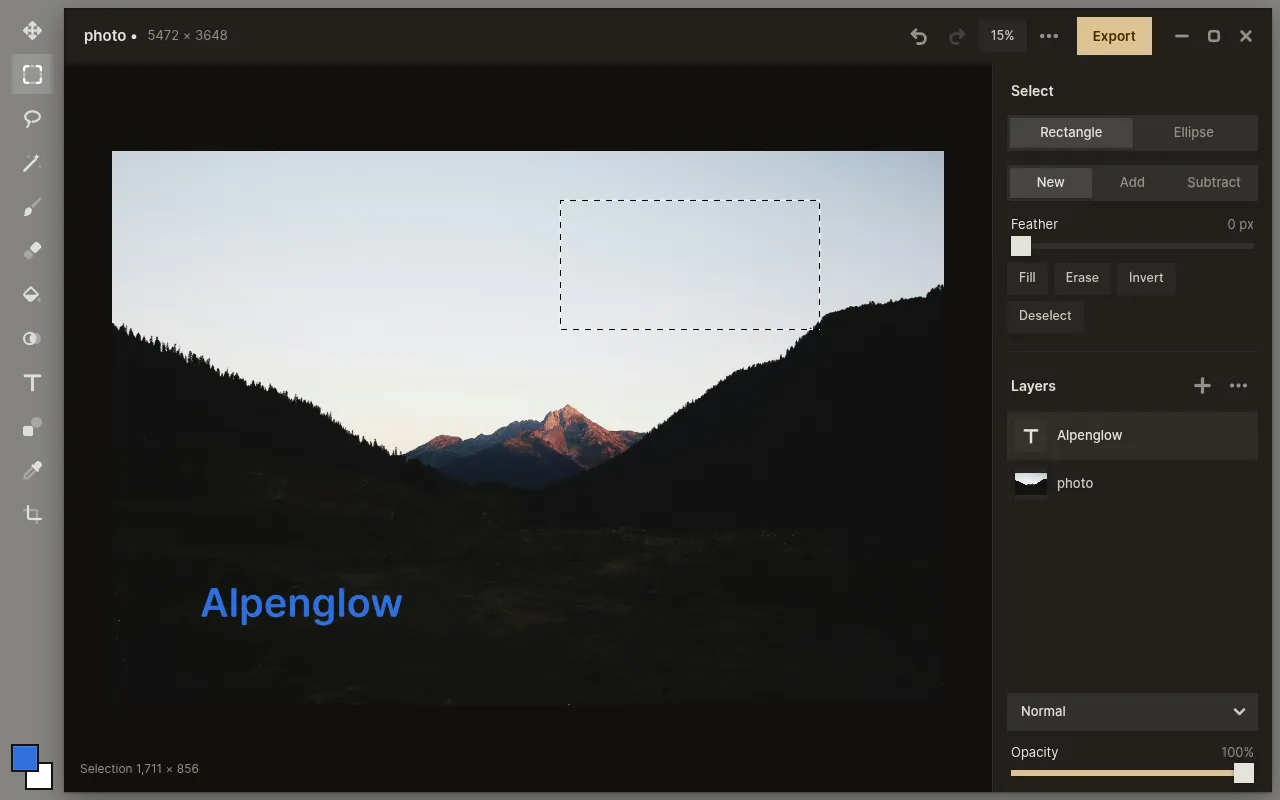 photo • 5472 × 3648
15%
Export
Select
Rectangle
Ellipse
New
Add
Subtract
Feather
0 px
Fill
Erase
Invert
Deselect
Layers
Alpenglow
photo
Alpenglow
Normal
Opacity
100%
Selection 1,711 × 856